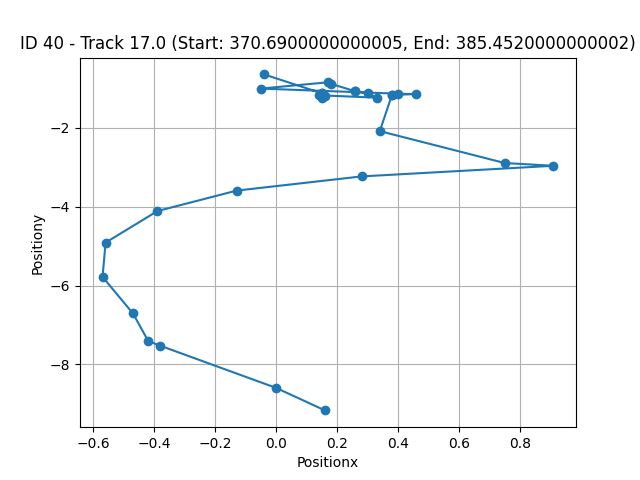 ID 40 - Track 17.0 (Start: 370.6900000000005, End: 385.4520000000002)
−2
−4
−6
−8
Positiony
−0.6 −0.4 −0.2 0.0 0.2 0.4 0.6 0.8
Positionx